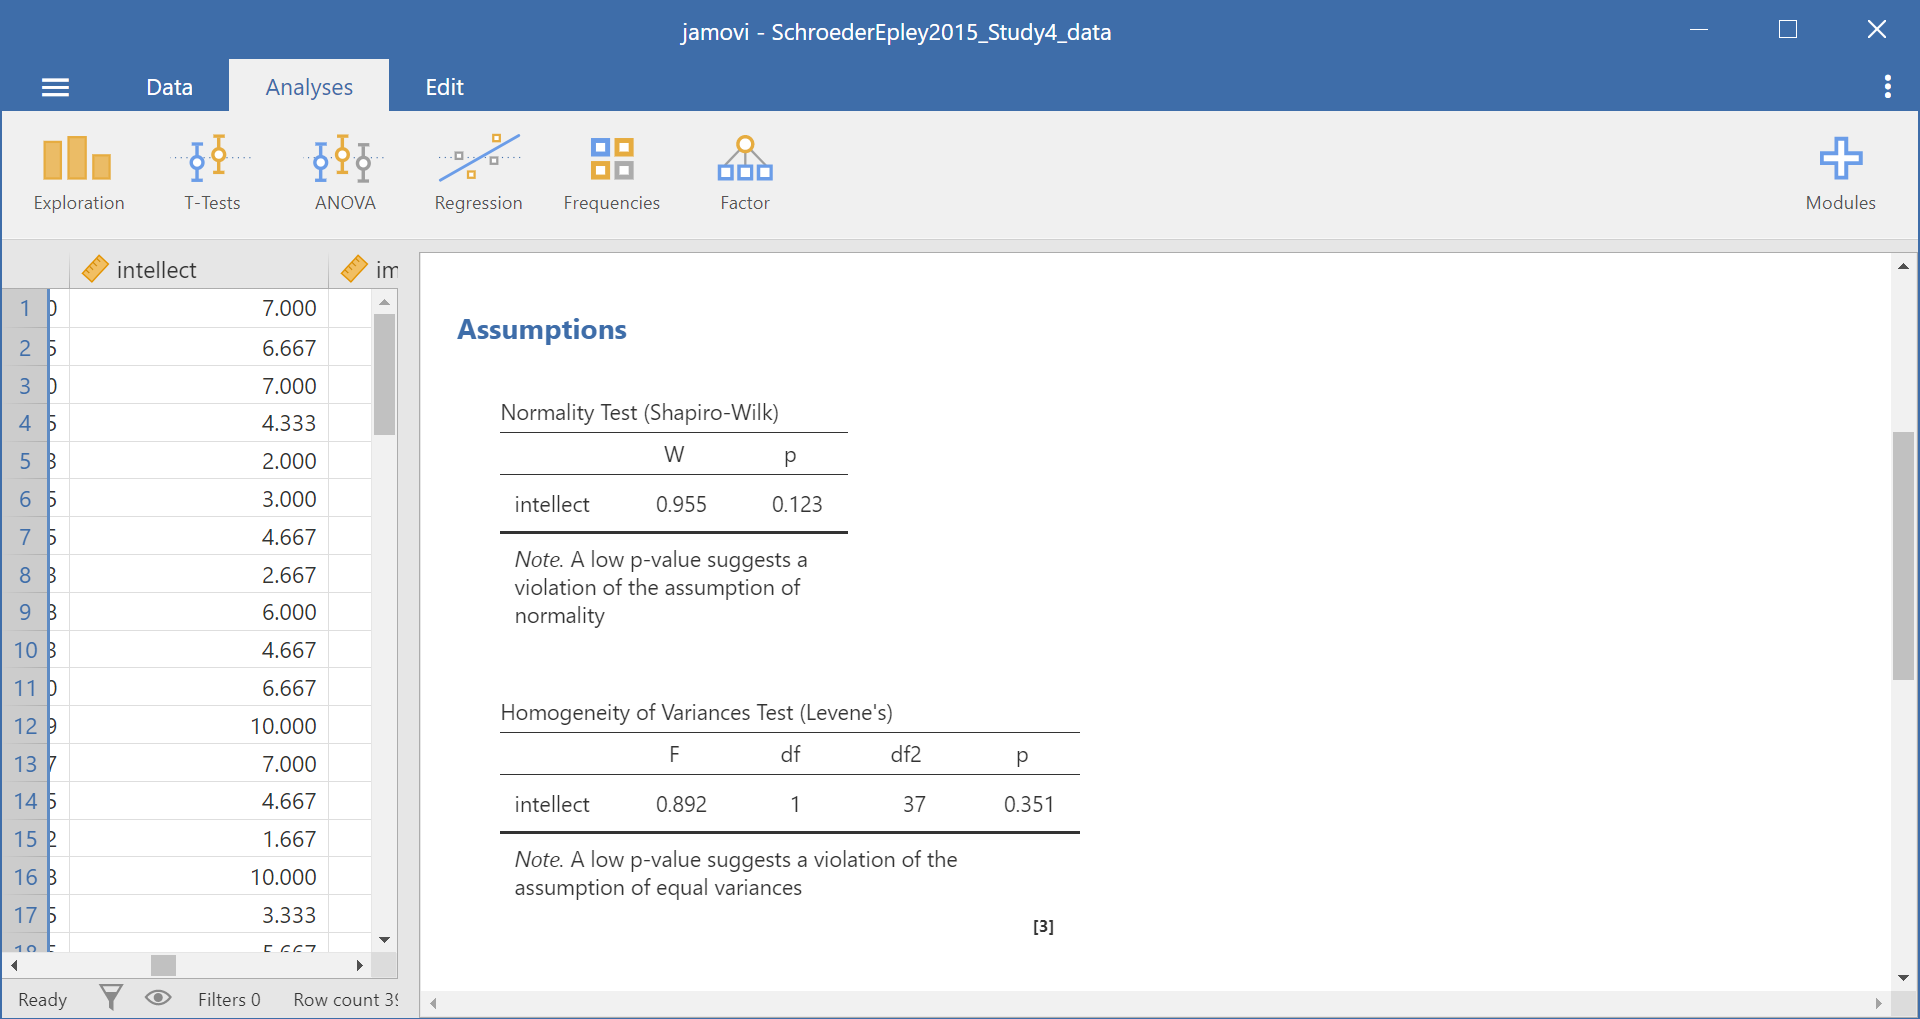 jamovi - SchroederEpley2015_Study4_data
Data Analyses Edit
Exploration T-Tests ANOVA Regression Frequencies Factor Modules
intellect im
1 7.000
2 6.667
3 7.000
4 4.333
5 2.000
6 3.000
7 4.667
8 2.667
9 6.000
10 4.667
11 6.667
12 10.000
13 7.000
14 4.667
15 1.667
16 10.000
17 3.333
18 5.667
Ready Filters 0 Row count 39
Assumptions
Normality Test (Shapiro-Wilk)
W p
intellect 0.955 0.123
Note. A low p-value suggests a
violation of the assumption of
normality
Homogeneity of Variances Test (Levene's)
F df df2 p
intellect 0.892 1 37 0.351
Note. A low p-value suggests a violation of the
assumption of equal variances
[3]